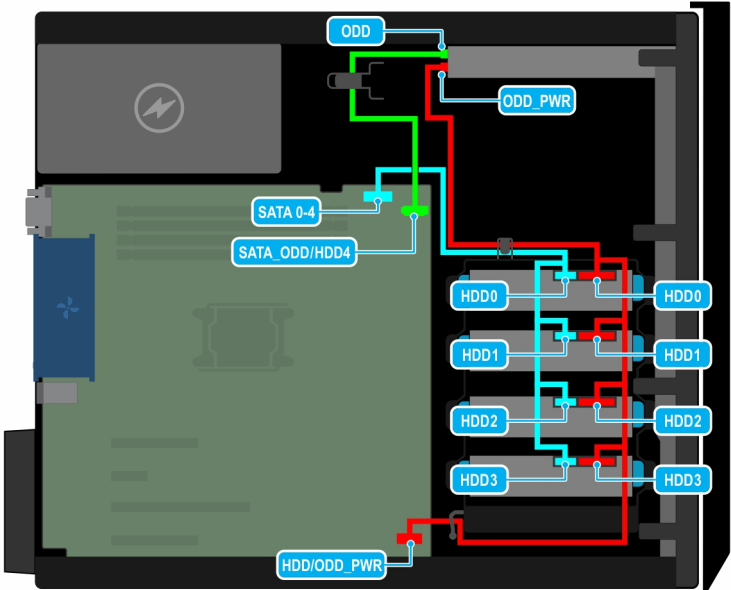 ODD
ODD_PWR
SATA 0-4
SATA_ODD/HDD4
HDD0
HDD0
HDD1
HDD1
HDD2
HDD2
HDD3
HDD3
HDD/ODD_PWR